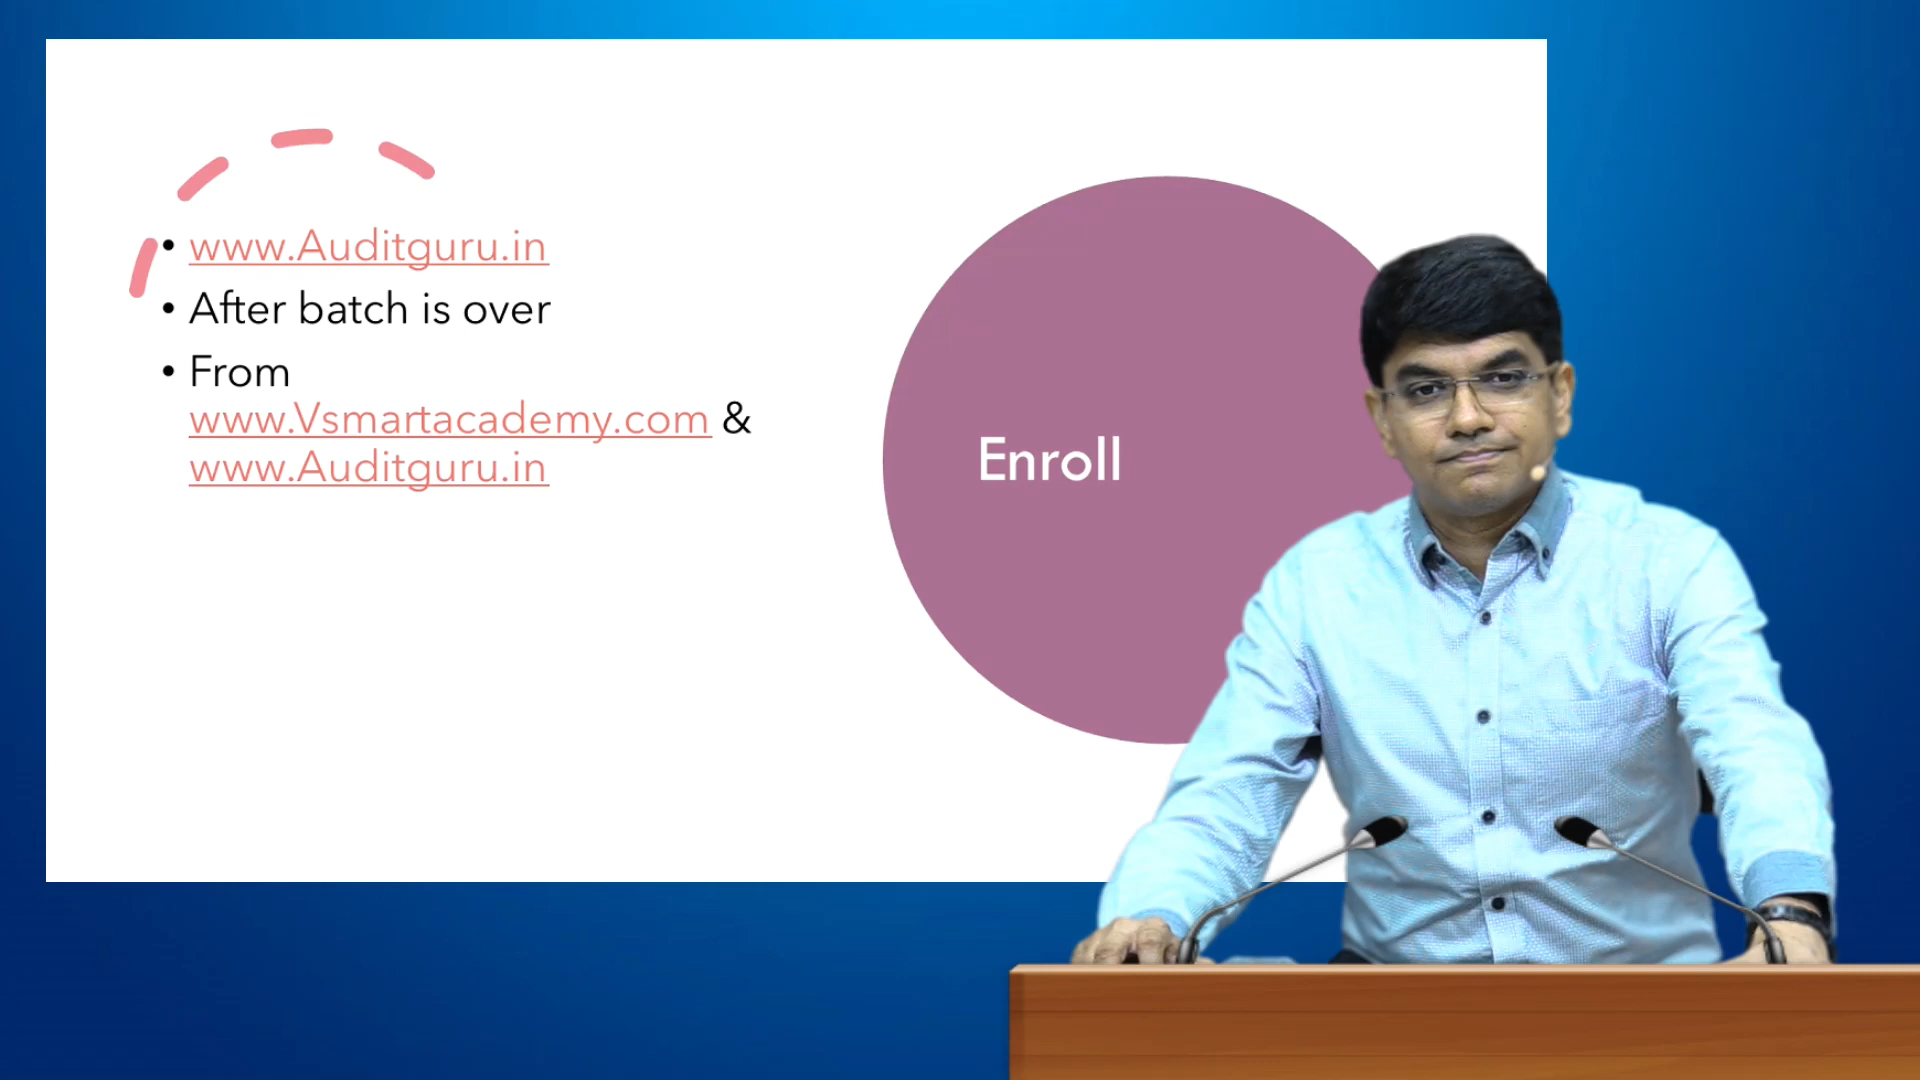 • www.Auditguru.in
• After batch is over
• From
www.Vsmartacademy.com &
www.Auditguru.in
Enroll